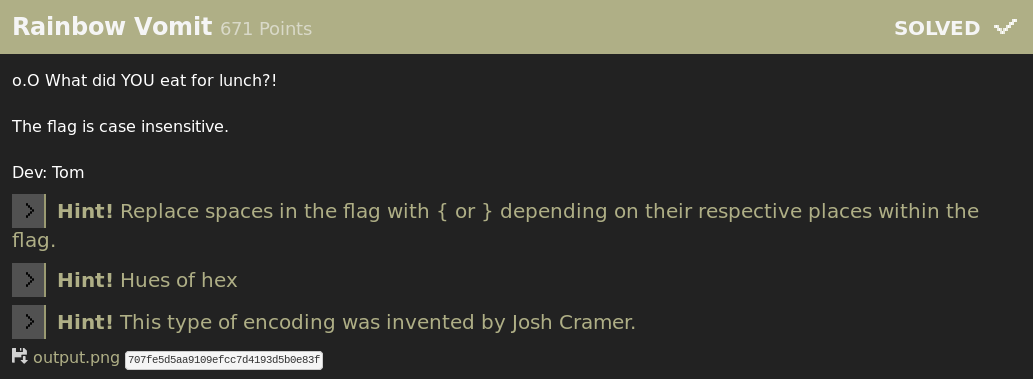 Rainbow Vomit 671 Points SOLVED
o.O What did YOU eat for lunch?!
The flag is case insensitive.
Dev: Tom
Hint! Replace spaces in the flag with { or } depending on their respective places within the
flag.
Hint! Hues of hex
Hint! This type of encoding was invented by Josh Cramer.
output.png 707fe5d5aa9109efcc7d4193d5b0e83f